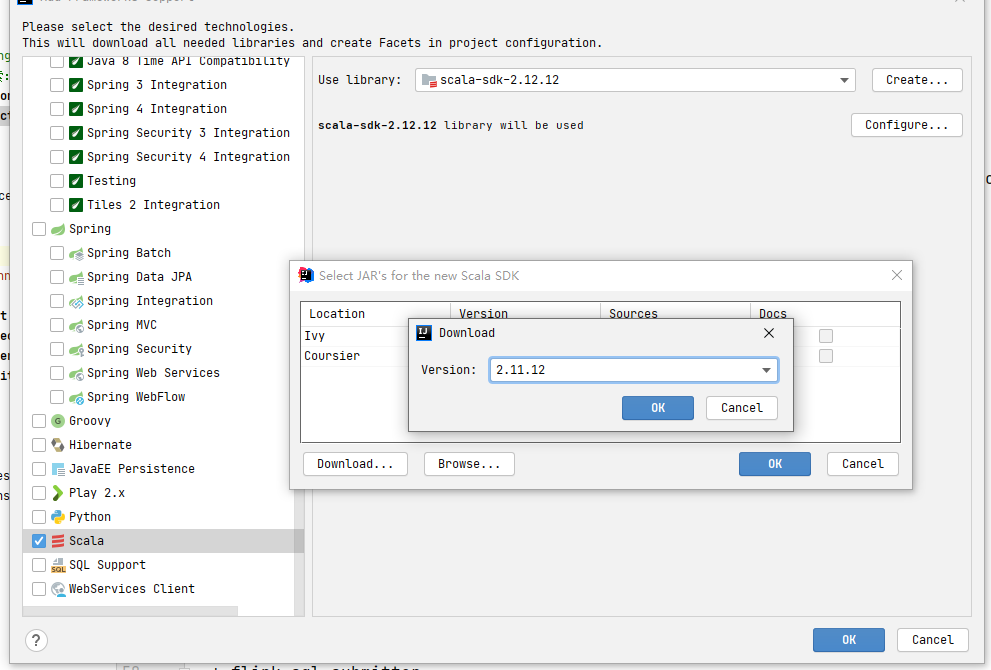 Please select the desired technologies.
This will download all needed libraries and create Facets in project configuration.
Java 8 Time API Compatibility
Spring 3 Integration
Spring 4 Integration
Spring Security 3 Integration
Spring Security 4 Integration
Testing
Tiles 2 Integration
Spring
Spring Batch
Spring Data JPA
Spring Integration
Spring MVC
Spring Security
Spring Web Services
Spring WebFlow
Groovy
Hibernate
JavaEE Persistence
Play 2.x
Python
Scala
SQL Support
WebServices Client
Use library:
scala-sdk-2.12.12
Create...
scala-sdk-2.12.12 library will be used
Configure...
Select JAR's for the new Scala SDK
Location Version Sources Docs
Ivy
Coursier
Download
Version: 2.11.12
OK Cancel
Download... Browse... OK Cancel
? OK Cancel